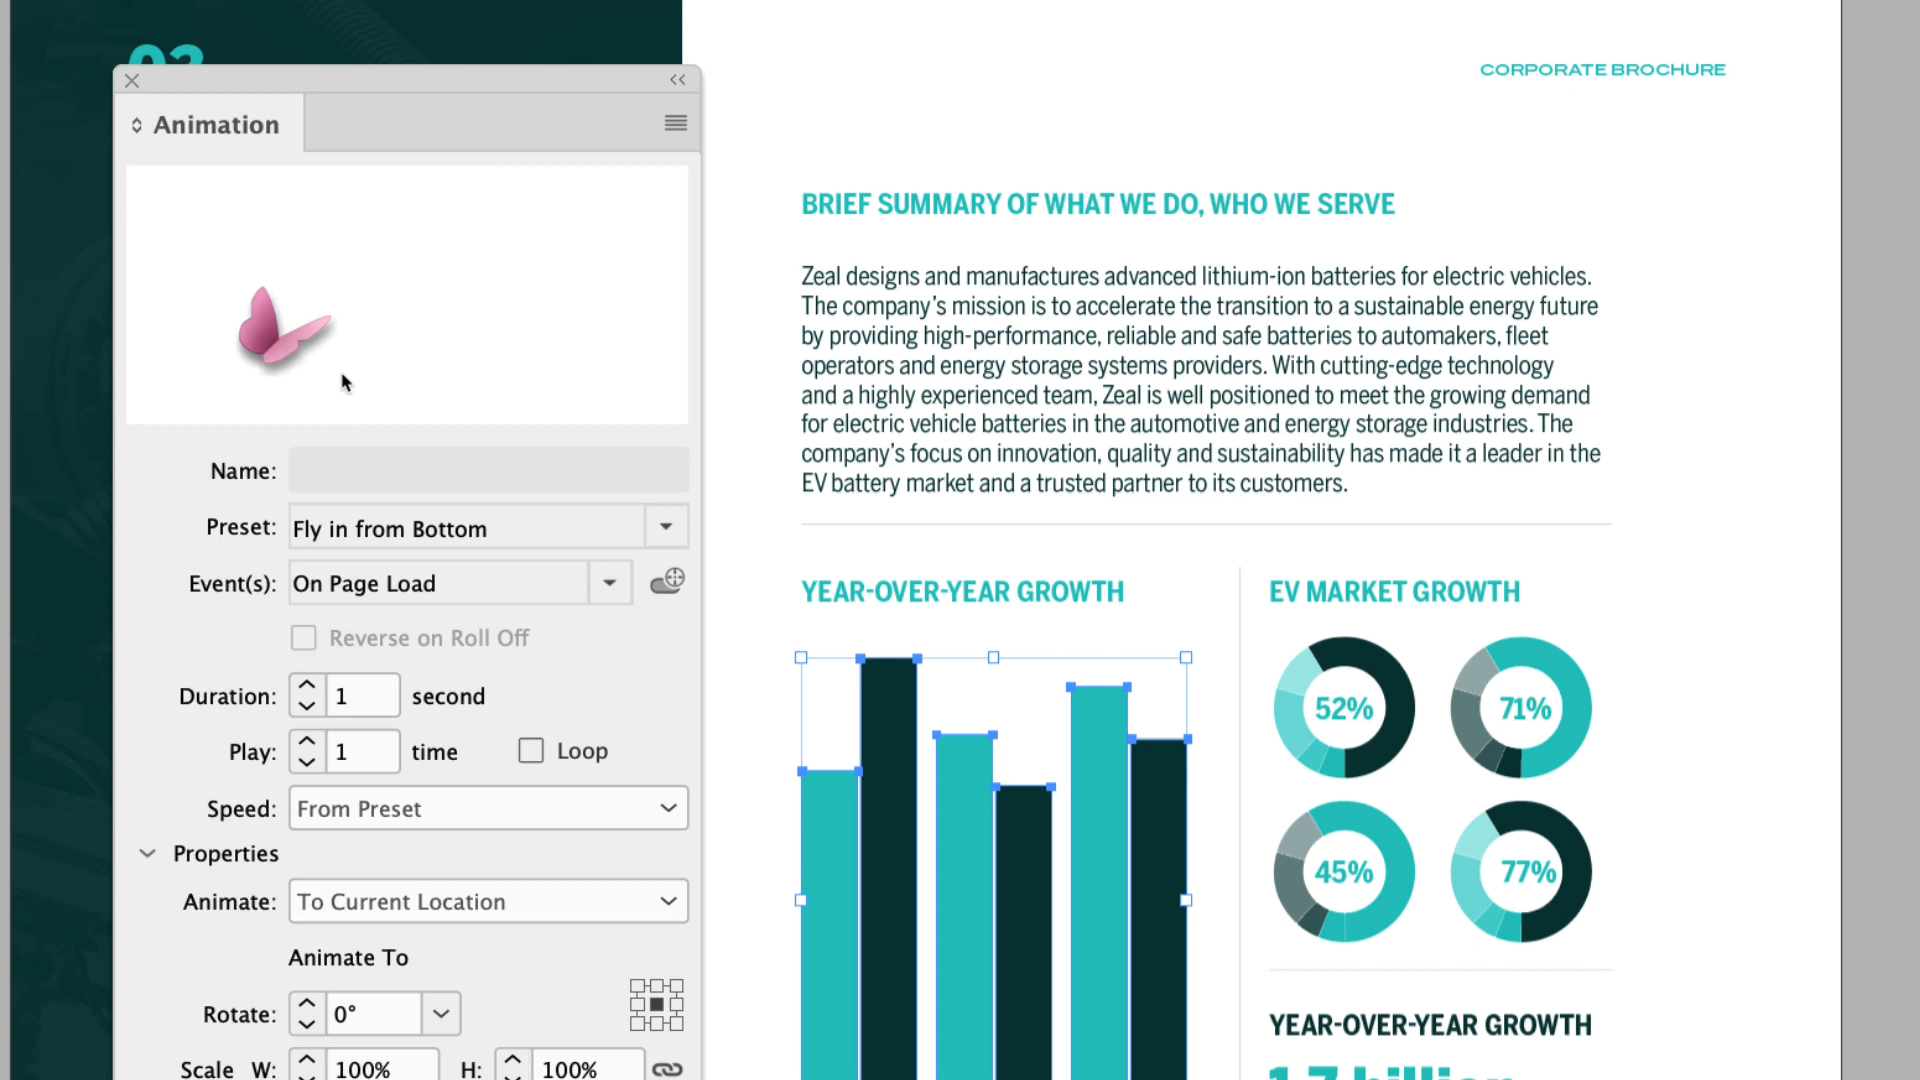 03
CORPORATE BROCHURE
Animation
Name:
Preset: Fly in from Bottom
Event(s): On Page Load
Reverse on Roll Off
Duration: 1 second
Play: 1 time Loop
Speed: From Preset
Properties
Animate: To Current Location
Animate To
Rotate: 0°
Scale W: 100% H: 100%
BRIEF SUMMARY OF WHAT WE DO, WHO WE SERVE
Zeal designs and manufactures advanced lithium-ion batteries for electric vehicles.
The company's mission is to accelerate the transition to a sustainable energy future
by providing high-performance, reliable and safe batteries to automakers, fleet
operators and energy storage systems providers. With cutting-edge technology
and a highly experienced team, Zeal is well positioned to meet the growing demand
for electric vehicle batteries in the automotive and energy storage industries. The
company's focus on innovation, quality and sustainability has made it a leader in the
EV battery market and a trusted partner to its customers.
YEAR-OVER-YEAR GROWTH
EV MARKET GROWTH
52% 71%
45% 77%
YEAR-OVER-YEAR GROWTH
1.7 billion